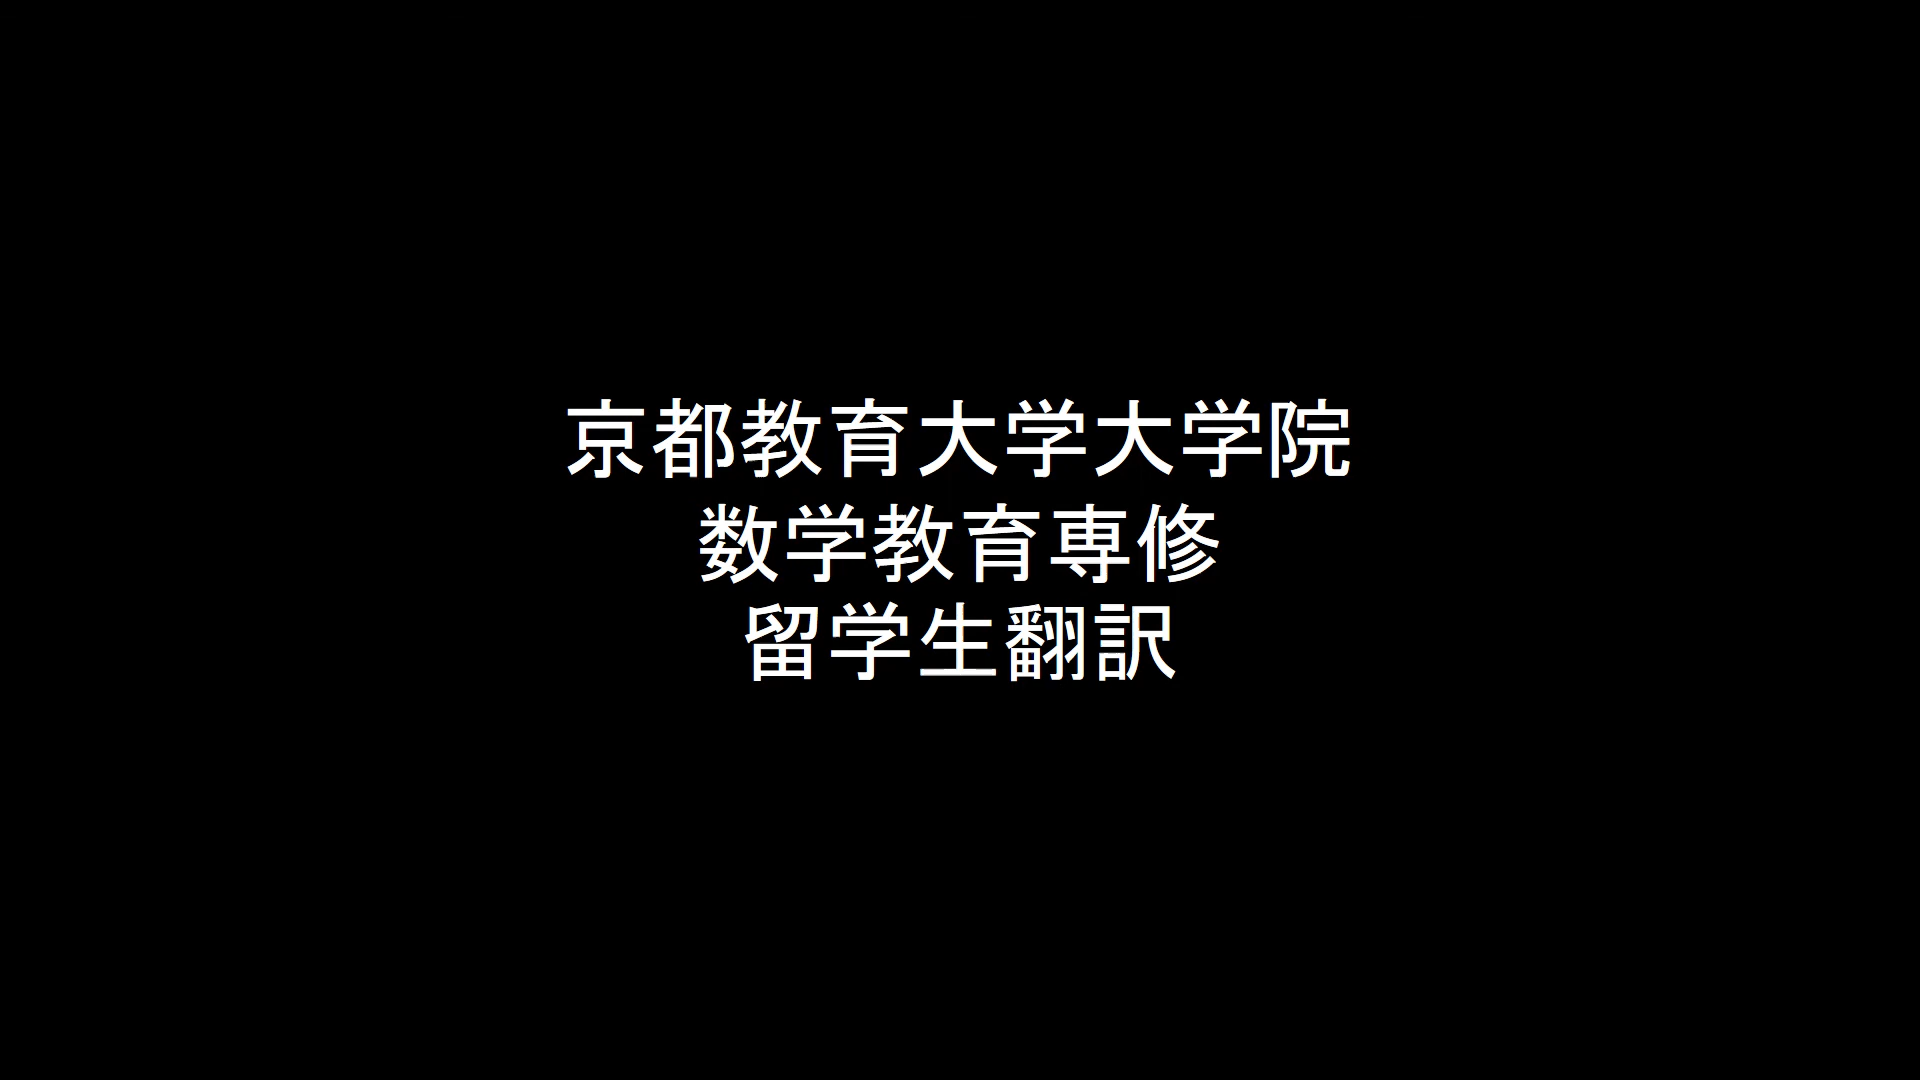 京都教育大学大学院
数学教育専修
留学生翻訳